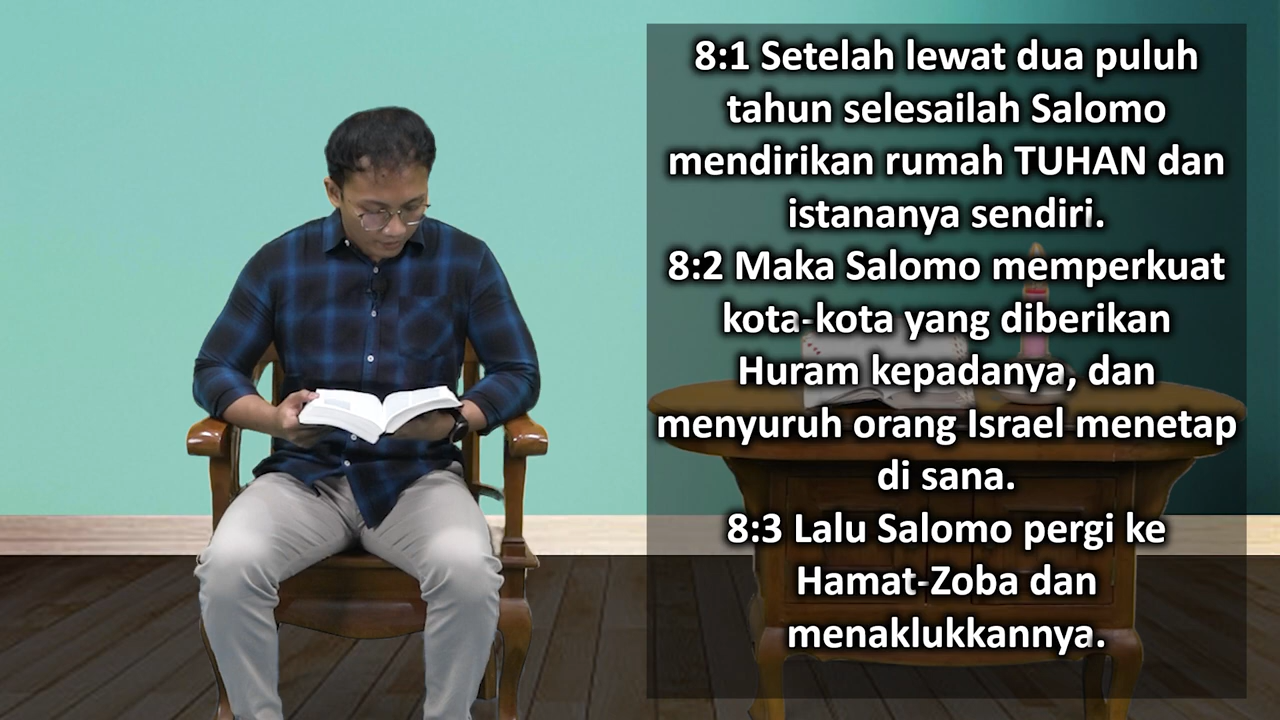 8:1 Setelah lewat dua puluh
tahun selesailah Salomo
mendirikan rumah TUHAN dan
istananya sendiri.
8:2 Maka Salomo memperkuat
kota-kota yang diberikan
Huram kepadanya, dan
menyuruh orang Israel menetap
di sana.
8:3 Lalu Salomo pergi ke
Hamat-Zoba dan
menaklukkannya.